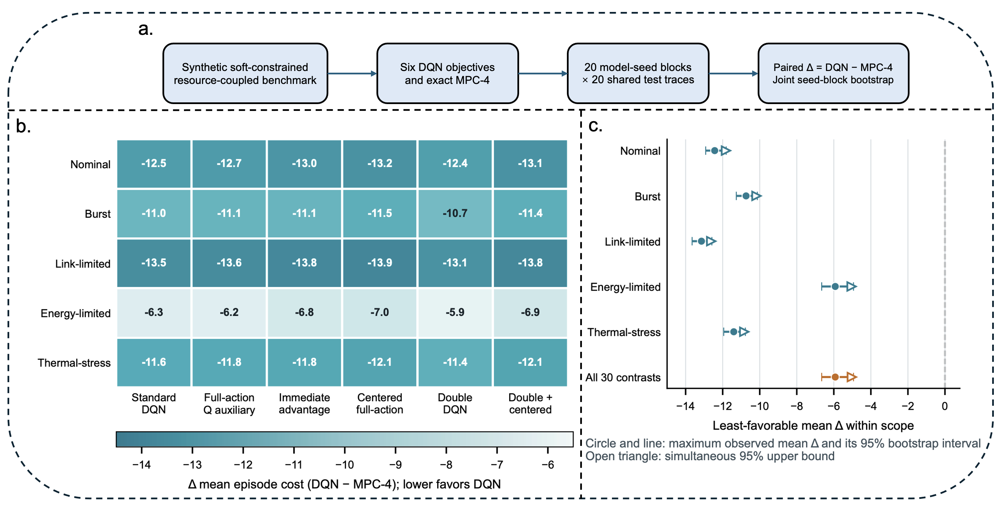 a.
Synthetic soft-constrained
resource-coupled benchmark
Six DQN objectives
and exact MPC-4
20 model-seed blocks
× 20 shared test traces
Paired Δ = DQN − MPC-4
Joint seed-block bootstrap
b.
Nominal -12.5 -12.7 -13.0 -13.2 -12.4 -13.1
Burst -11.0 -11.1 -11.1 -11.5 -10.7 -11.4
Link-limited -13.5 -13.6 -13.8 -13.9 -13.1 -13.8
Energy-limited -6.3 -6.2 -6.8 -7.0 -5.9 -6.9
Thermal-stress -11.6 -11.8 -11.8 -12.1 -11.4 -12.1
Standard Full-action Immediate Centered Double Double +
DQN Q auxiliary advantage full-action DQN centered
−14 −13 −12 −11 −10 −9 −8 −7 −6
Δ mean episode cost (DQN − MPC-4); lower favors DQN
c.
Nominal
Burst
Link-limited
Energy-limited
Thermal-stress
All 30 contrasts
−14 −12 −10 −8 −6 −4 −2 0
Least-favorable mean Δ within scope
Circle and line: maximum observed mean Δ and its 95% bootstrap interval
Open triangle: simultaneous 95% upper bound